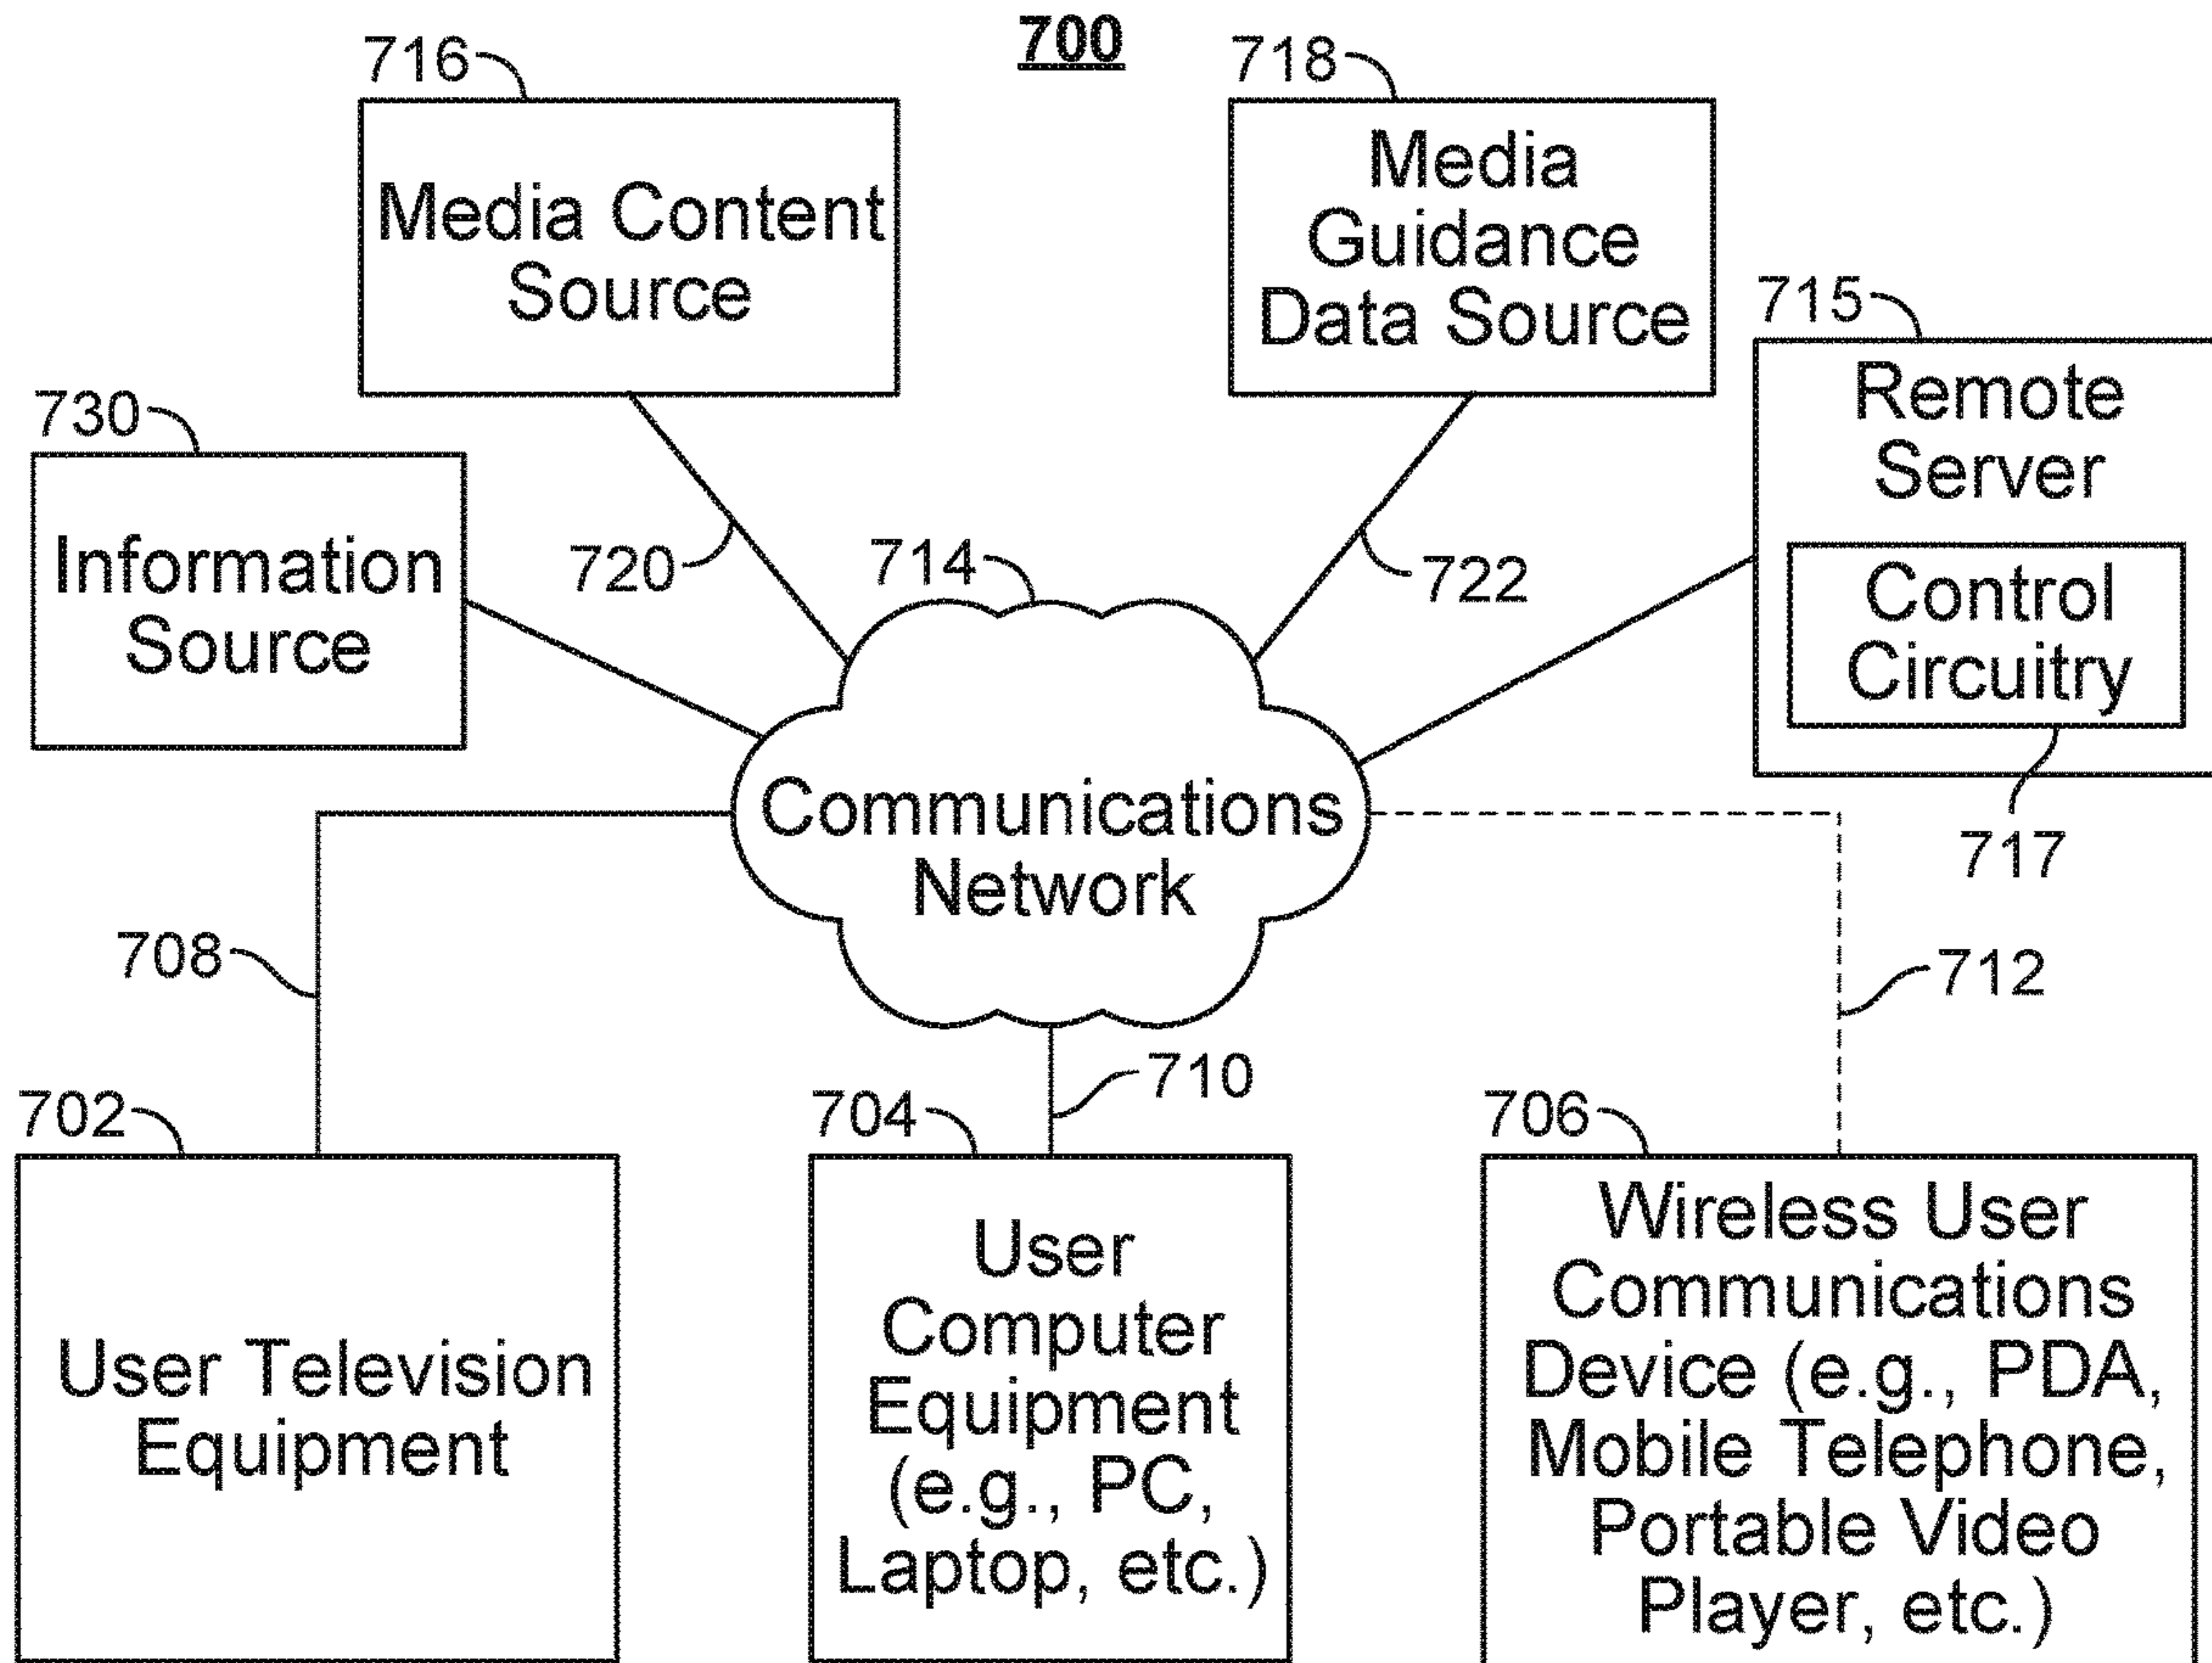 700
716
Media Content
Source
718
Media
Guidance
Data Source
715
Remote
Server
Control
Circuitry
717
730
Information
Source
720
714
722
Communications
Network
708
712
710
702
User Television
Equipment
704
User
Computer
Equipment
(e.g., PC,
Laptop, etc.)
706
Wireless User
Communications
Device (e.g., PDA,
Mobile Telephone,
Portable Video
Player, etc.)